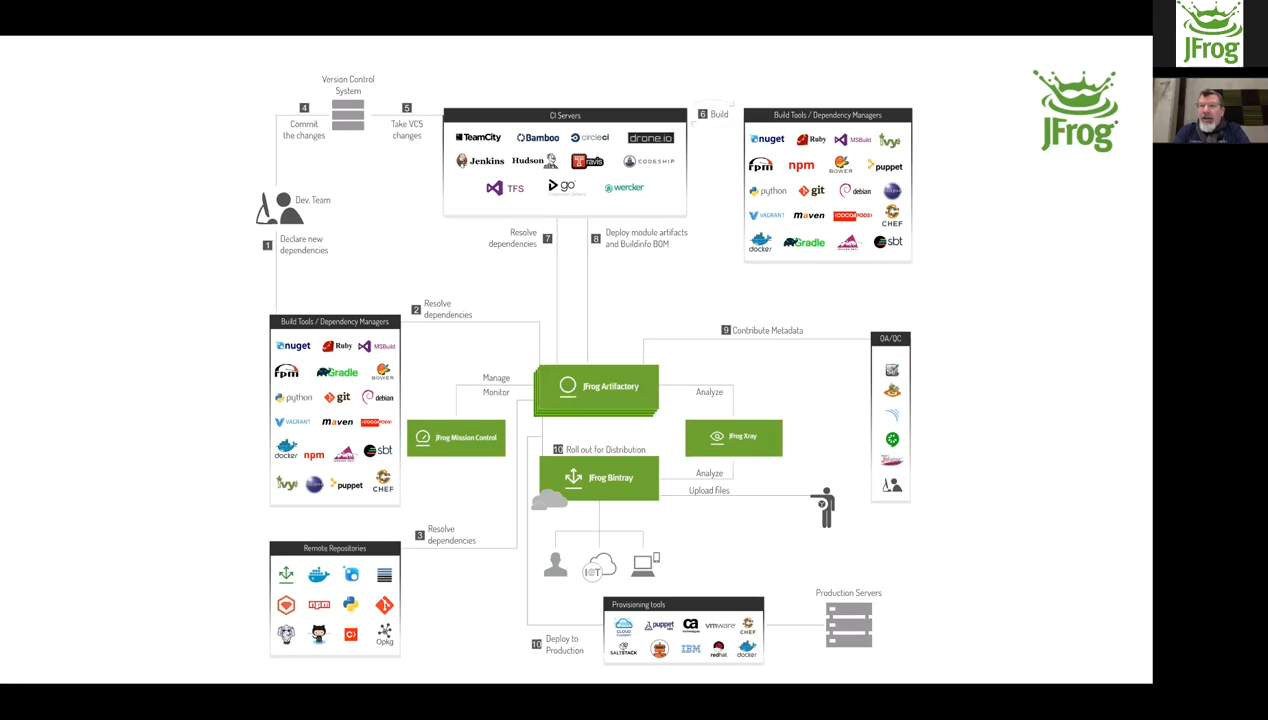 JFrog
JFrog
Version Control
System
4
Commit
the changes
5
Take VCS
changes
CI Servers
TeamCity
Bamboo
circleci
drone.io
Jenkins
Hudson
Travis
CODESHIP
TFS
go
wercker
6 Build
Build Tools / Dependency Managers
nuget
Ruby
MSBuild
ivy
rpm
npm
BOWER
puppet
python
git
debian
VAGRANT
maven
COCOAPODS
CHEF
docker
Gradle
sbt
Dev. Team
1 Declare new
dependencies
Resolve
dependencies
7
8 Deploy module artifacts
and Buildinfo BOM
2 Resolve
dependencies
Build Tools / Dependency Managers
nuget
Ruby
MSBuild
rpm
Gradle
BOWER
python
git
debian
VAGRANT
maven
COCOAPODS
docker
npm
sbt
ivy
puppet
CHEF
9 Contribute Metadata
QA/QC
Manage
Monitor
JFrog Artifactory
Analyze
JFrog Mission Control
JFrog Xray
10 Roll out for Distribution
JFrog Bintray
Analyze
Upload files
3 Resolve
dependencies
Remote Repositories
npm
Opkg
IOT
Provisioning tools
CLOUD
FOUNDRY
puppet
ca
vmware
CHEF
SALTSTACK
IBM
redhat
docker
10 Deploy to
Production
Production Servers